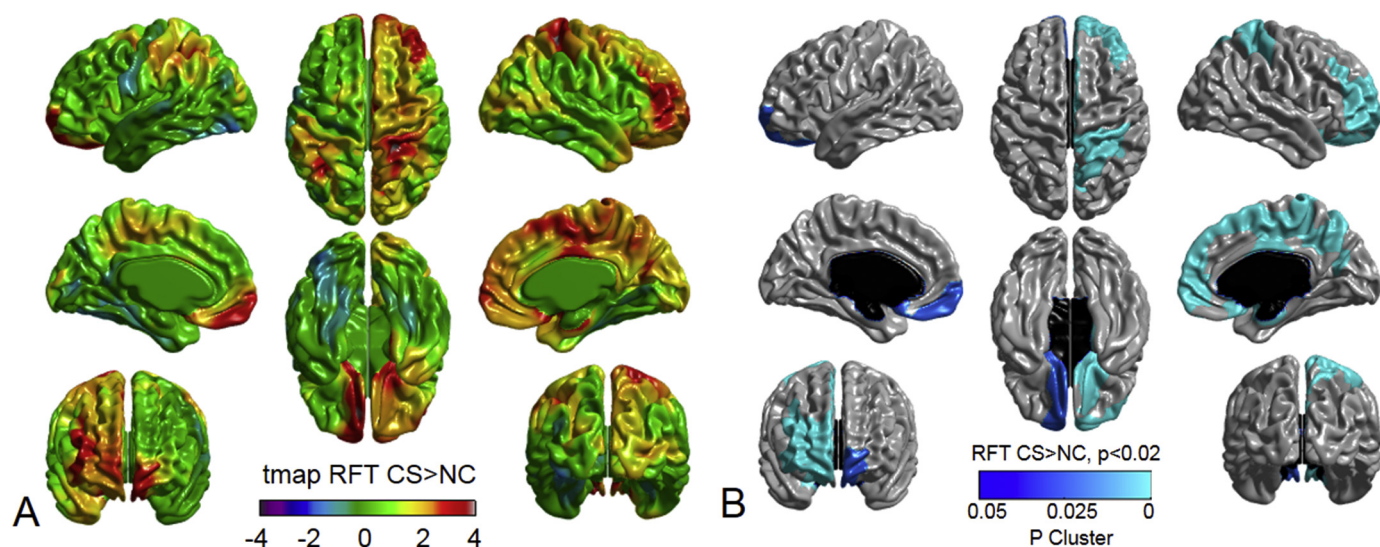 A
tmap RFT CS>NC
-4 -2 0 2 4
B
RFT CS>NC, p<0.02
0.05 0.025 0
P Cluster